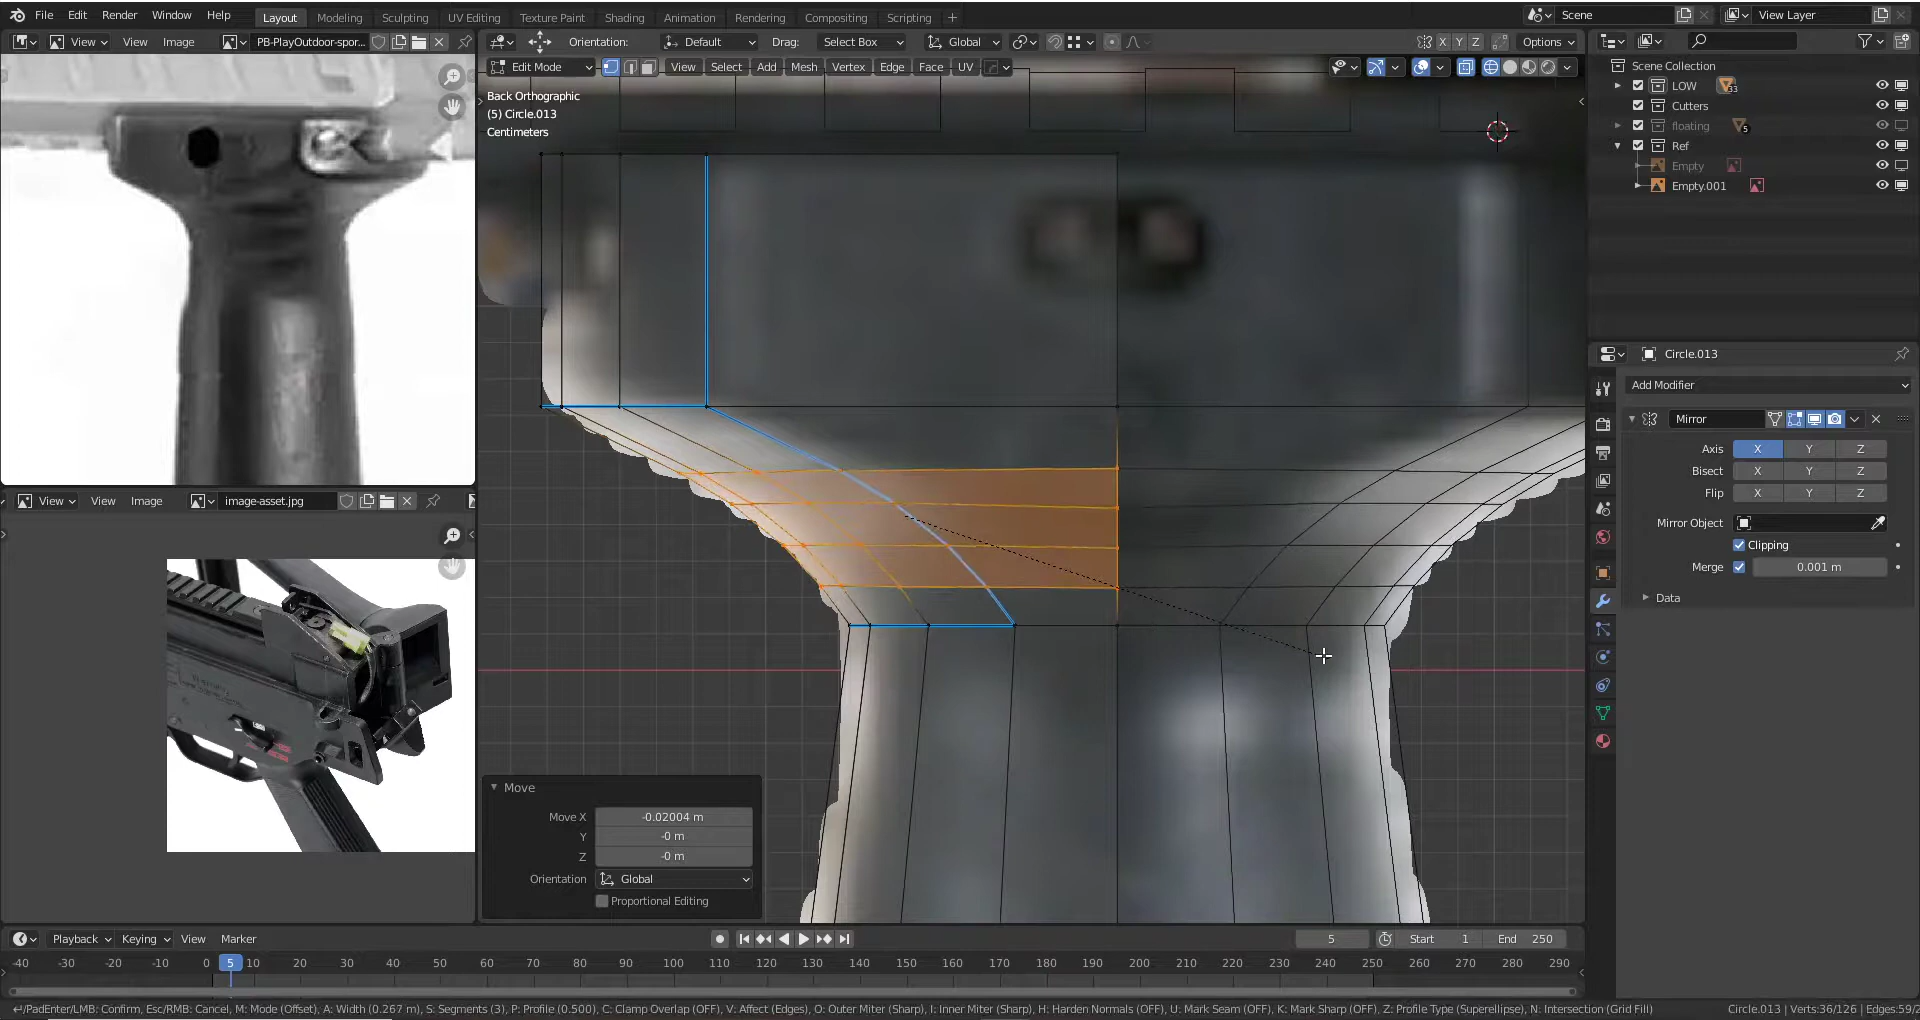 File Edit Render Window Help Layout Modeling Sculpting UV Editing Texture Paint Shading Animation Rendering Compositing Scripting + Scene View Layer
View View Image PB-PlayOutdoor-spor... Orientation: Default Drag: Select Box Global X Y Z Options
Edit Mode View Select Add Mesh Vertex Edge Face UV
Back Orthographic
(5) Circle.013
Centimeters
Scene Collection
LOW 33
Cutters
floating 5
Ref
Empty
Empty.001
Circle.013
Add Modifier
Mirror
Axis X Y Z
Bisect X Y Z
Flip X Y Z
Mirror Object
Clipping
Merge 0.001 m
Data
View View Image image-asset.jpg
Move
Move X -0.02004 m
Y -0 m
Z -0 m
Orientation Global
Proportional Editing
Playback Keying View Marker 5 Start 1 End 250
-40 -30 -20 -10 0 5 10 20 30 40 50 60 70 80 90 100 110 120 130 140 150 160 170 180 190 200 210 220 230 240 250 260 270 280 290
↵/PadEnter/LMB: Confirm, Esc/RMB: Cancel, M: Mode (Offset), A: Width (0.267 m), S: Segments (3), P: Profile (0.500), C: Clamp Overlap (OFF), V: Affect (Edges), O: Outer Miter (Sharp), I: Inner Miter (Sharp), H: Harden Normals (OFF), U: Mark Seam (OFF), K: Mark Sharp (OFF), Z: Profile Type (Superellipse), N: Intersection (Grid Fill) Circle.013 | Verts:36/126 | Edges:59/2